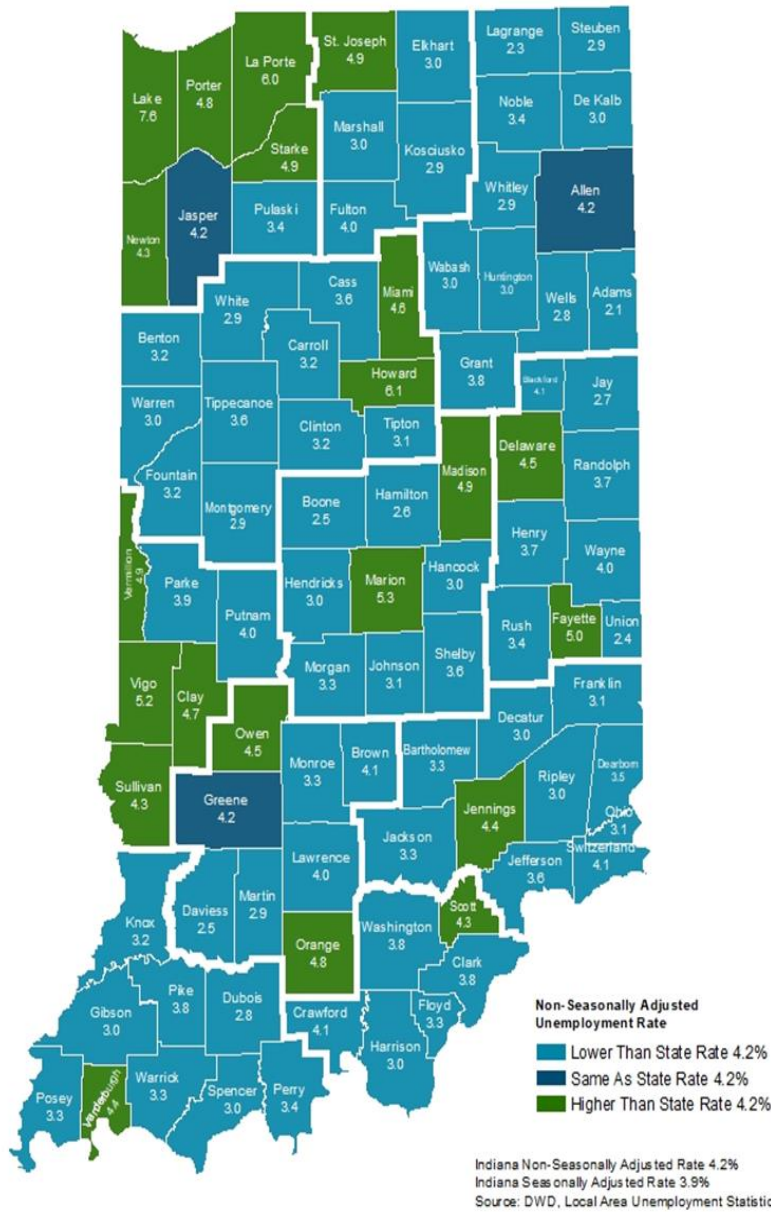 St. Joseph
4.9
Elkhart
3.0
Lagrange
2.3
Steuben
2.9
La Porte
6.0
Porter
4.8
Lake
7.6
Noble
3.4
De Kalb
3.0
Marshall
3.0
Starke
4.9
Kosciusko
2.9
Whitley
2.9
Allen
4.2
Jasper
4.2
Pulaski
3.4
Fulton
4.0
Newton
4.3
Miami
4.6
Wabash
3.0
Huntington
3.0
Wells
2.8
Adams
2.1
Cass
3.6
White
2.9
Benton
3.2
Carroll
3.2
Howard
6.1
Grant
3.8
Blackford
4.1
Jay
2.7
Warren
3.0
Tippecanoe
3.6
Clinton
3.2
Tipton
3.1
Madison
4.9
Delaware
4.5
Randolph
3.7
Fountain
3.2
Montgomery
2.9
Boone
2.5
Hamilton
2.6
Henry
3.7
Wayne
4.0
Vermillion
4.9
Parke
3.9
Putnam
4.0
Hendricks
3.0
Marion
5.3
Hancock
3.0
Rush
3.4
Fayette
5.0
Union
2.4
Vigo
5.2
Clay
4.7
Morgan
3.3
Johnson
3.1
Shelby
3.6
Franklin
3.1
Owen
4.5
Decatur
3.0
Sullivan
4.3
Greene
4.2
Monroe
3.3
Brown
4.1
Bartholomew
3.3
Ripley
3.0
Dearborn
3.5
Ohio
3.1
Jennings
4.4
Jackson
3.3
Lawrence
4.0
Jefferson
3.6
Switzerland
4.1
Knox
3.2
Daviess
2.5
Martin
2.9
Orange
4.8
Washington
3.8
Scott
4.3
Clark
3.8
Gibson
3.0
Pike
3.8
Dubois
2.8
Crawford
4.1
Floyd
3.3
Harrison
3.0
Posey
3.3
Vanderburgh
4.4
Warrick
3.3
Spencer
3.0
Perry
3.4
Non-Seasonally Adjusted
Unemployment Rate
Lower Than State Rate 4.2%
Same As State Rate 4.2%
Higher Than State Rate 4.2%
Indiana Non-Seasonally Adjusted Rate 4.2%
Indiana Seasonally Adjusted Rate 3.9%
Source: DWD, Local Area Unemployment Statistic